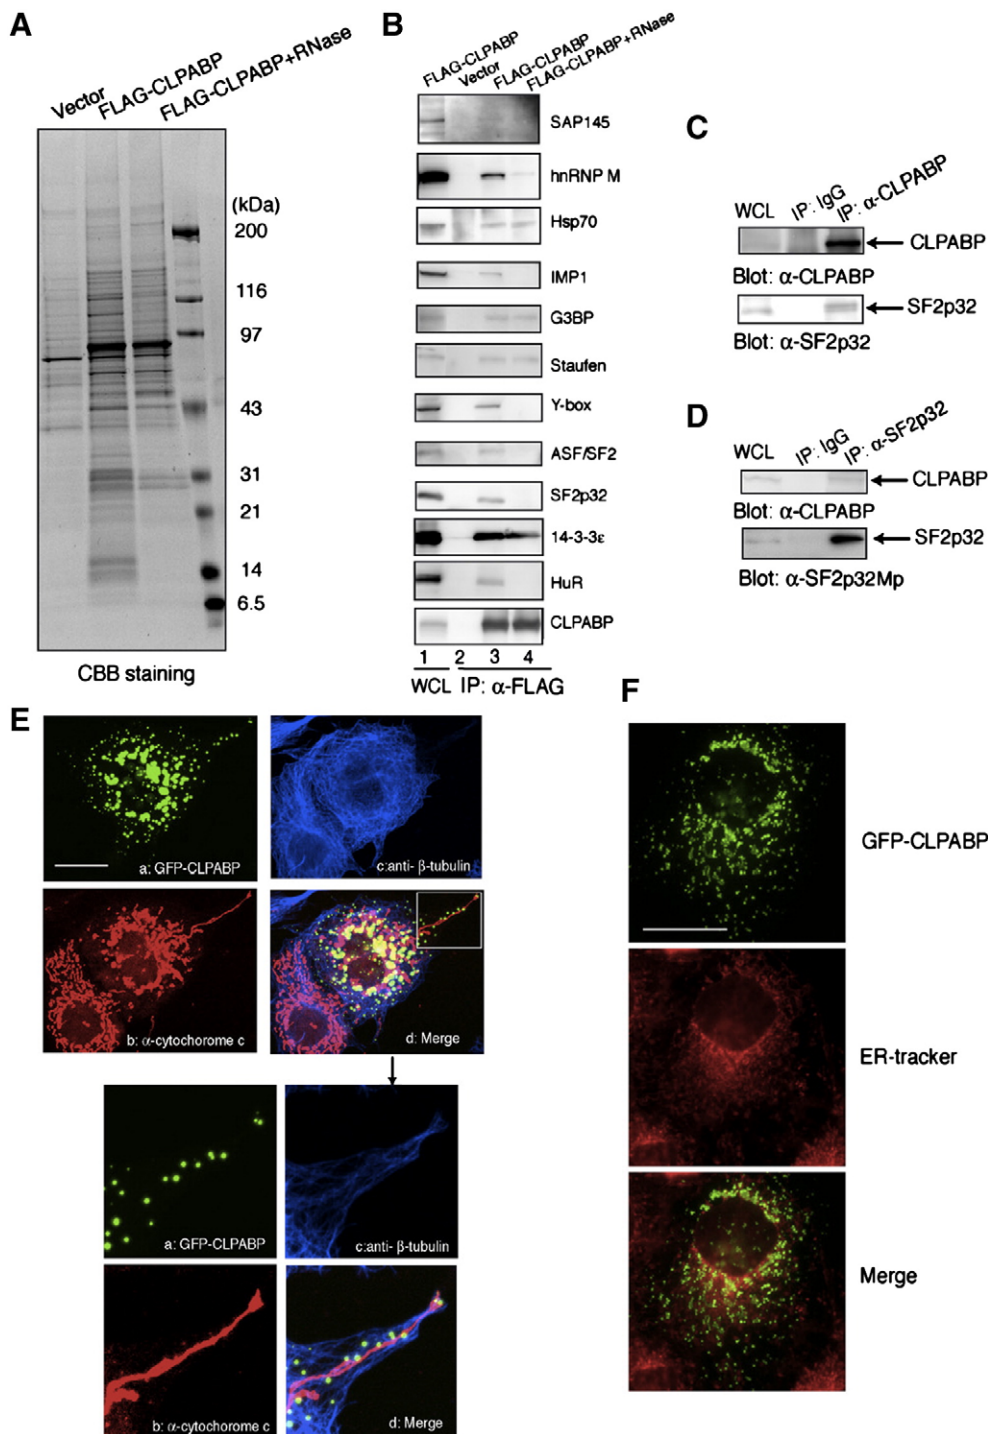 A
Vector
FLAG-CLPABP
FLAG-CLPABP+RNase
(kDa)
200
116
97
43
31
21
14
6.5
CBB staining
B
FLAG-CLPABP
Vector
FLAG-CLPABP
FLAG-CLPABP+RNase
SAP145
hnRNP M
Hsp70
IMP1
G3BP
Staufen
Y-box
ASF/SF2
SF2p32
14-3-3ε
HuR
CLPABP
1 2 3 4
WCL IP: α-FLAG
C
WCL
IP: IgG
IP: α-CLPABP
CLPABP
Blot: α-CLPABP
SF2p32
Blot: α-SF2p32
D
WCL
IP: IgG
IP: α-SF2p32
CLPABP
Blot: α-CLPABP
SF2p32
Blot: α-SF2p32Mp
E
a: GFP-CLPABP
c:anti- β-tubulin
b: α-cytochorome c
d: Merge
a: GFP-CLPABP
c:anti- β-tubulin
b: α-cytochorome c
d: Merge
F
GFP-CLPABP
ER-tracker
Merge